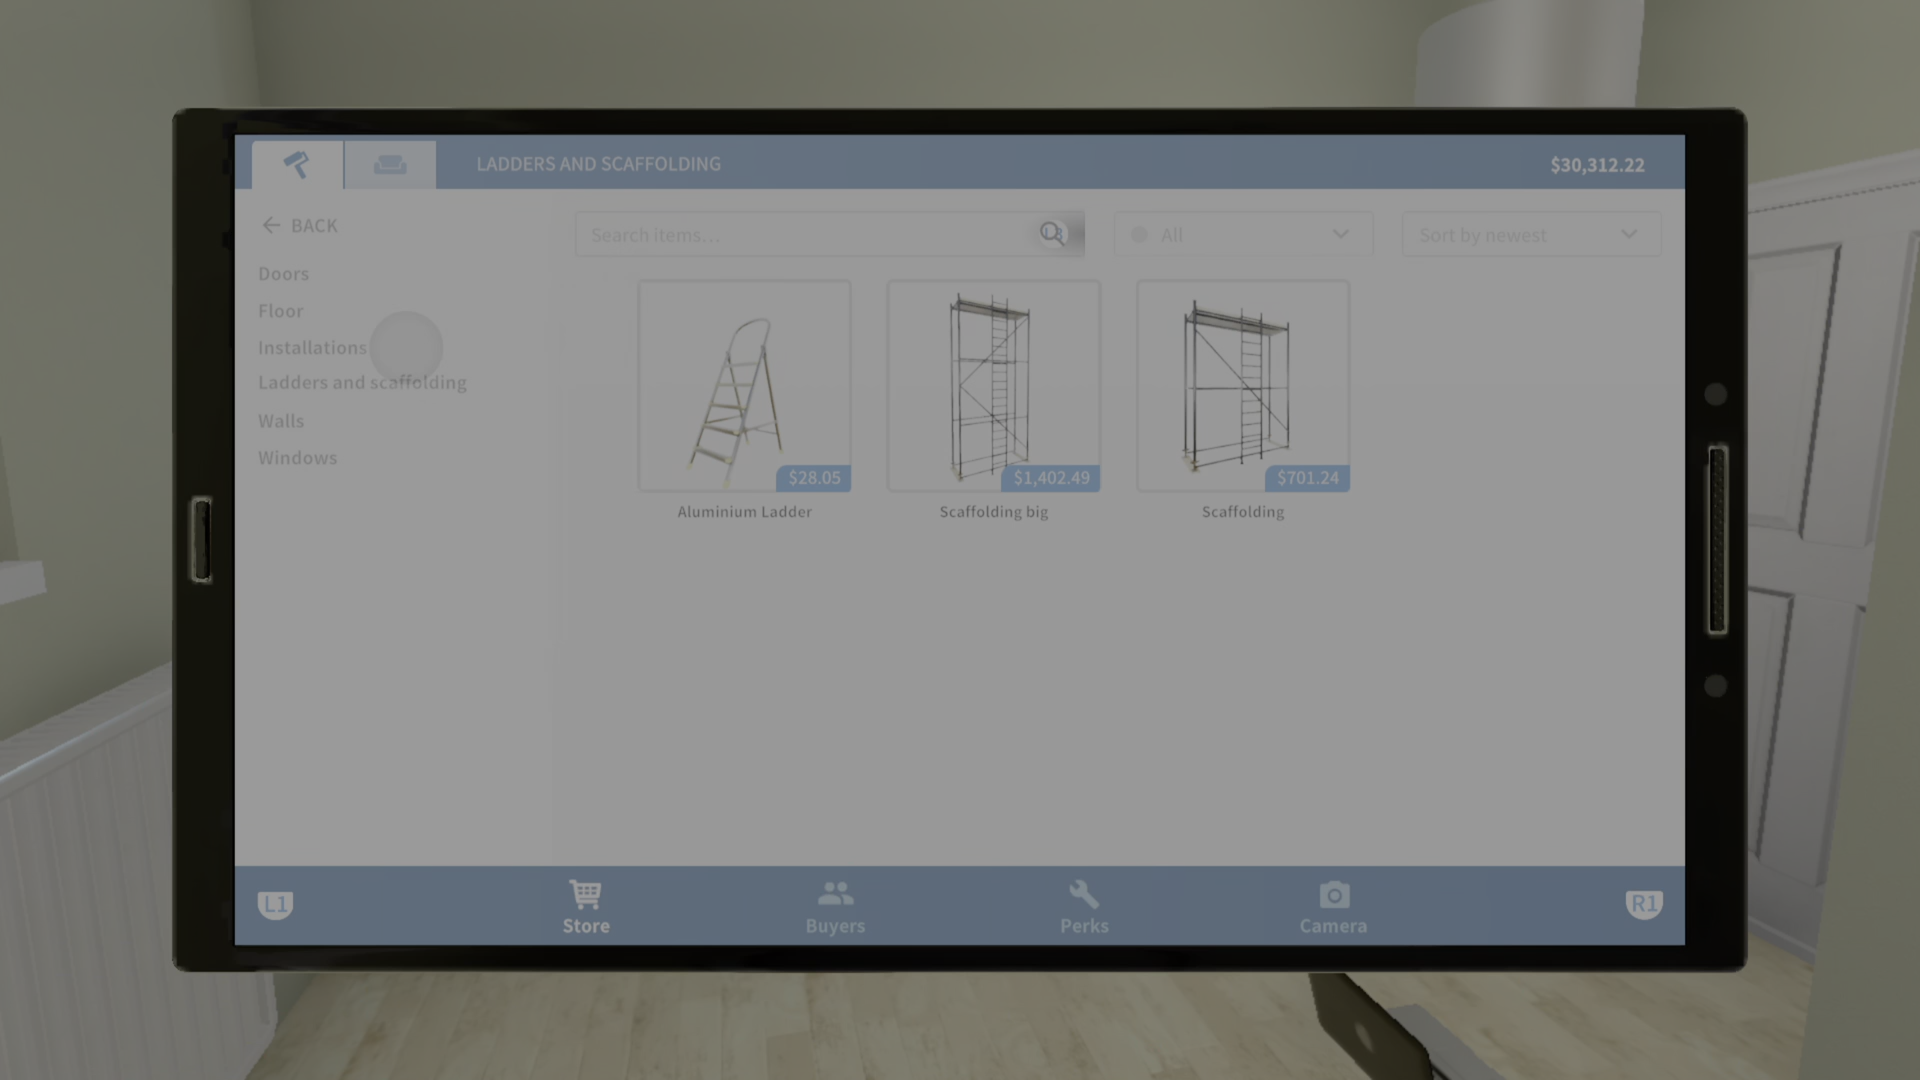 LADDERS AND SCAFFOLDING
$30,312.22
BACK
Search items...
All
Sort by newest
Doors
Floor
Installations
Ladders and scaffolding
Walls
Windows
$28.05
$1,402.49
$701.24
Aluminium Ladder
Scaffolding big
Scaffolding
L1
Store
Buyers
Perks
Camera
R1